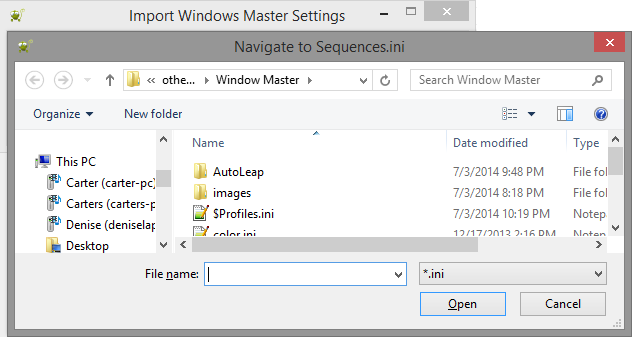 Import Windows Master Settings
Navigate to Sequences.ini
« othe... Window Master Search Window Master
Organize New folder
Name Date modified Type
This PC
Carter (carter-pc)
Carters (carters-p
Denise (deniselap
Desktop
AutoLeap 7/3/2014 9:48 PM File fol
images 7/3/2014 8:18 PM File fol
$Profiles.ini 7/3/2014 10:19 PM Notepa
color.ini 12/17/2013 2:16 PM Notepa
File name: *.ini
Open Cancel